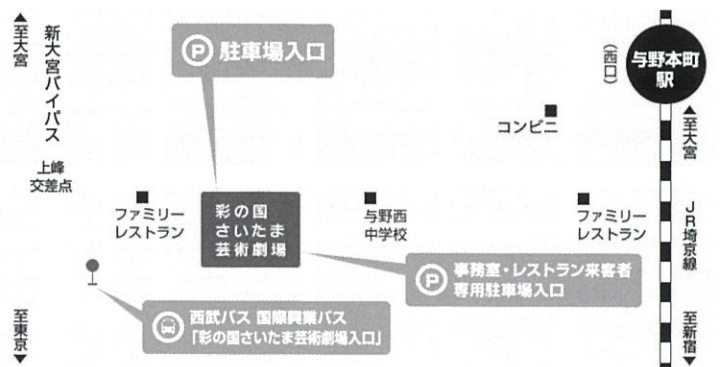 ▲至大宮
新大宮バイパス
上峰
交差点
至東京▼
P 駐車場入口
ファミリー
レストラン
彩の国
さいたま
芸術劇場
与野西
中学校
コンビニ
ファミリー
レストラン
P 事務室・レストラン来客者
専用駐車場入口
西武バス 国際興業バス
「彩の国さいたま芸術劇場入口」
与野本町
駅
(西口)
▲至大宮
JR埼京線
至新宿▼